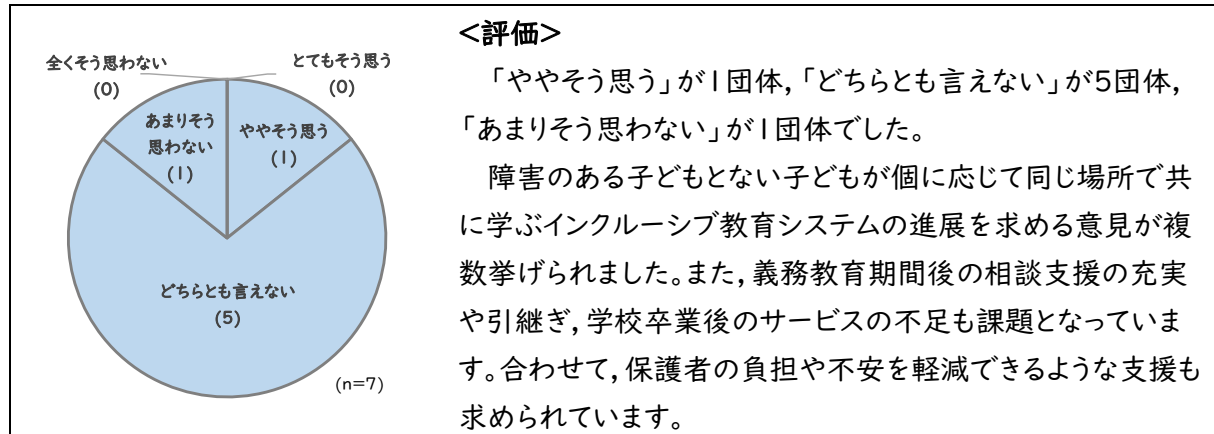 全くそう思わない
(0)
とてもそう思う
(0)
あまりそう
思わない
(1)
ややそう思う
(1)
どちらとも言えない
(5)
(n=7)
<評価>
「ややそう思う」が1団体,「どちらとも言えない」が5団体,
「あまりそう思わない」が1団体でした。
障害のある子どもとない子どもが個に応じて同じ場所で共
に学ぶインクルーシブ教育システムの進展を求める意見が複
数挙げられました。また,義務教育期間後の相談支援の充実
や引継ぎ,学校卒業後のサービスの不足も課題となっていま
す。合わせて,保護者の負担や不安を軽減できるような支援も
求められています。